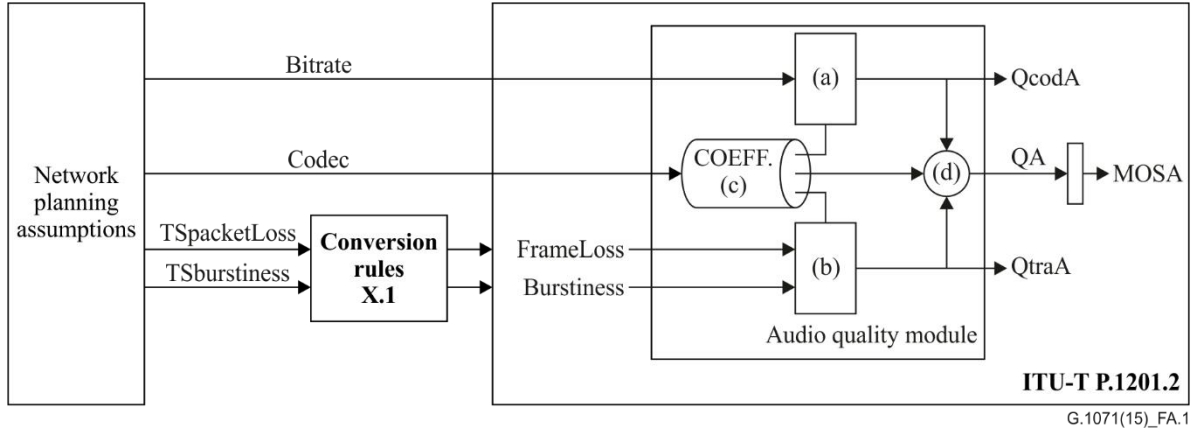 Bitrate
(a)
QcodA
Codec
COEFF.
(c)
(d)
QA
MOSA
Network
planning
assumptions
TSpacketLoss
TSburstiness
Conversion
rules
X.1
FrameLoss
Burstiness
(b)
QtraA
Audio quality module
ITU-T P.1201.2
G.1071(15)_FA.1